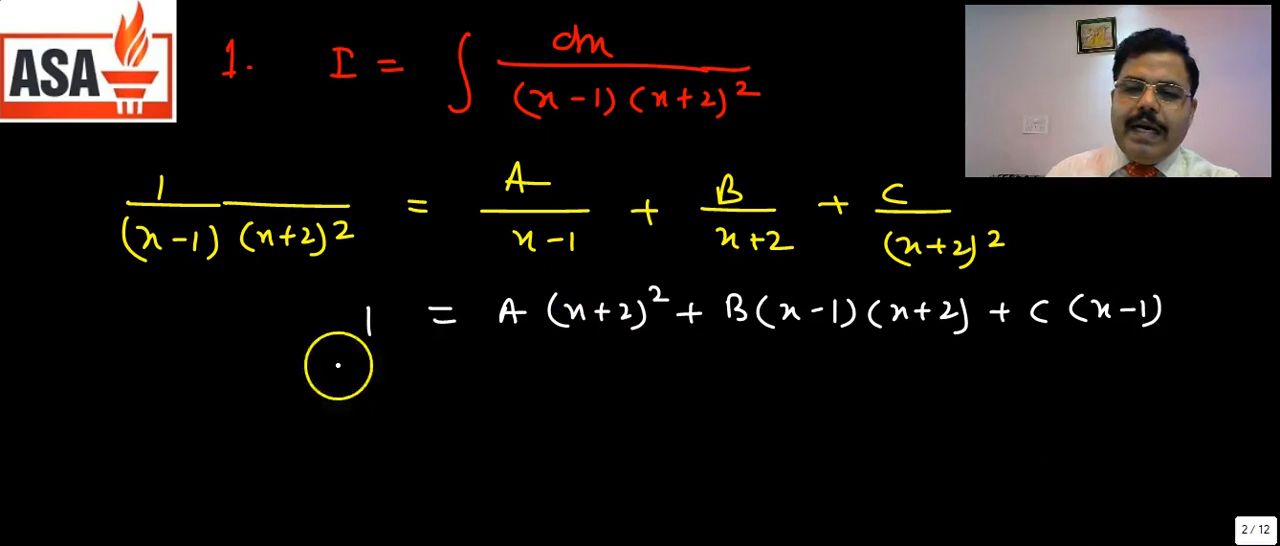 ASA
1. I = ∫ dx / (x-1)(x+2)²
1 / (x-1)(x+2)² = A / x-1 + B / x+2 + C / (x+2)²
1 = A(x+2)² + B(x-1)(x+2) + C(x-1)
2/12